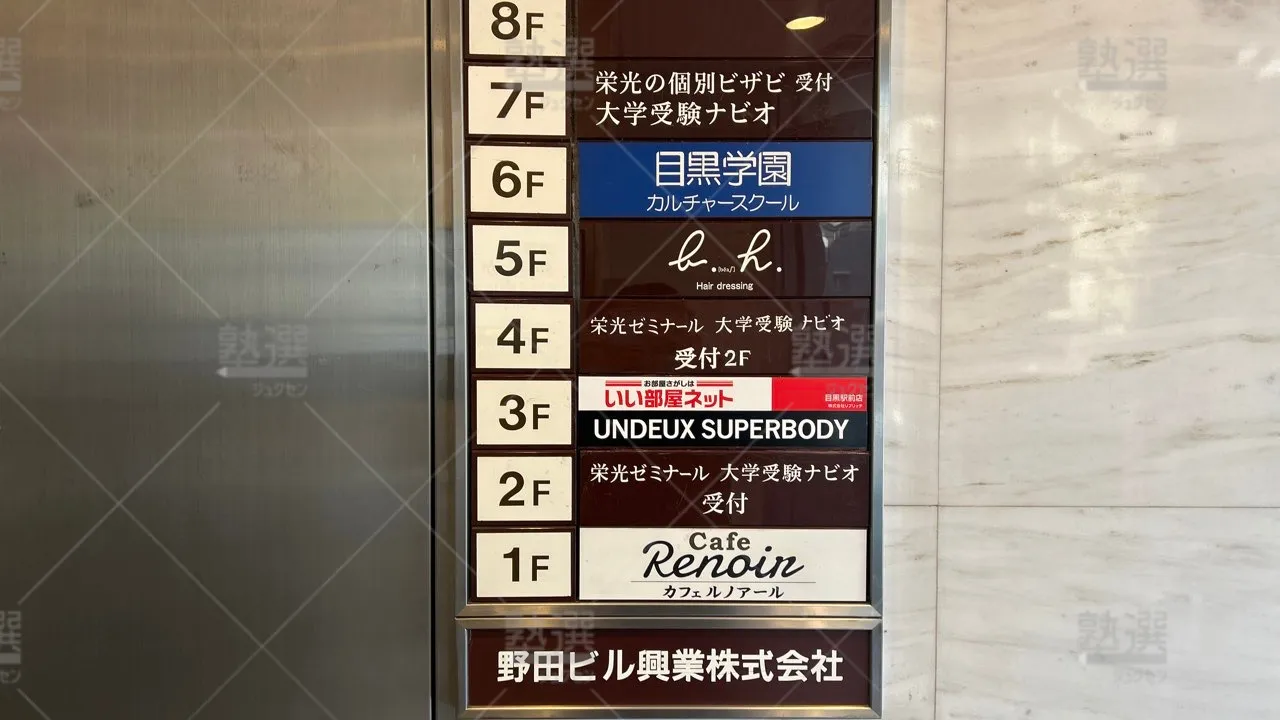 8F
7F
栄光の個別ビザビ 受付
大学受験ナビオ
6F
目黒学園
カルチャースクール
5F
b. h.
Hair dressing
4F
栄光ゼミナール 大学受験 ナビオ
受付2F
3F
お部屋さがしは
いい部屋ネット
目黒駅前店
UNDEUX SUPERBODY
2F
栄光ゼミナール 大学受験ナビオ
受付
1F
Cafe
Renoir
カフェ ルノアール
野田ビル興業株式会社
塾選
ジュクセン